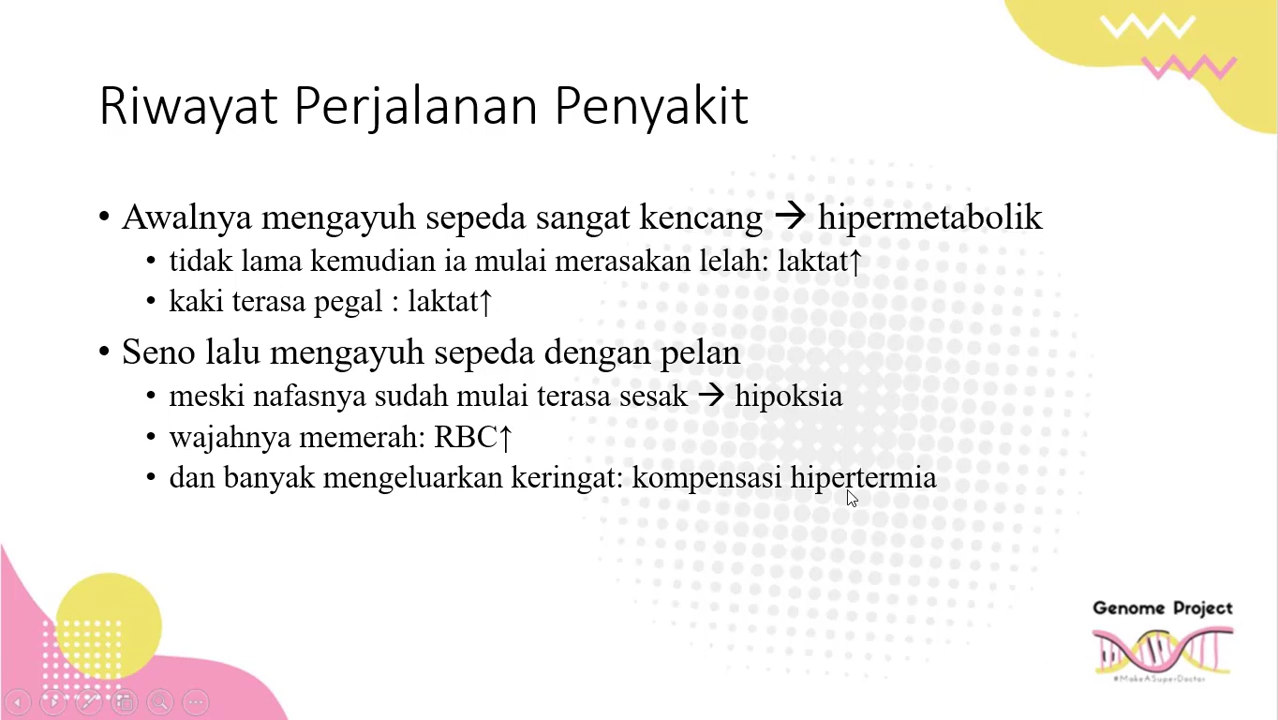 Riwayat Perjalanan Penyakit
• Awalnya mengayuh sepeda sangat kencang → hipermetabolik
• tidak lama kemudian ia mulai merasakan lelah: laktat↑
• kaki terasa pegal : laktat↑
• Seno lalu mengayuh sepeda dengan pelan
• meski nafasnya sudah mulai terasa sesak → hipoksia
• wajahnya memerah: RBC↑
• dan banyak mengeluarkan keringat: kompensasi hipertermia
Genome Project
#MakeASuperDoctor